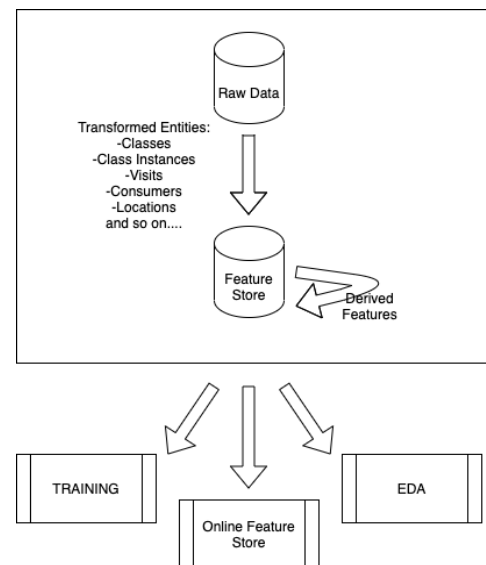 Raw Data
Transformed Entities:
-Classes
-Class Instances
-Visits
-Consumers
-Locations
and so on....
Feature
Store
Derived
Features
TRAINING
Online Feature
Store
EDA